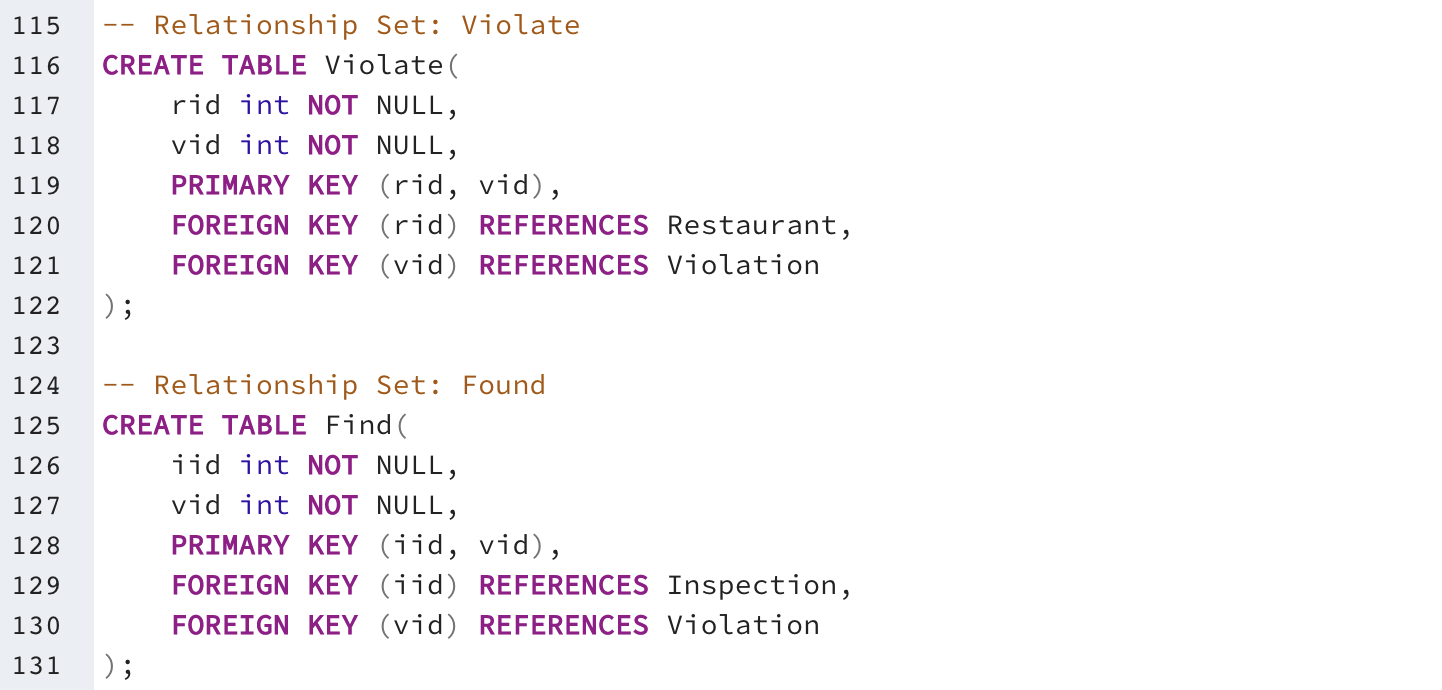 115 -- Relationship Set: Violate
116 CREATE TABLE Violate(
117     rid int NOT NULL,
118     vid int NOT NULL,
119     PRIMARY KEY (rid, vid),
120     FOREIGN KEY (rid) REFERENCES Restaurant,
121     FOREIGN KEY (vid) REFERENCES Violation
122 );
123
124 -- Relationship Set: Found
125 CREATE TABLE Find(
126     iid int NOT NULL,
127     vid int NOT NULL,
128     PRIMARY KEY (iid, vid),
129     FOREIGN KEY (iid) REFERENCES Inspection,
130     FOREIGN KEY (vid) REFERENCES Violation
131 );